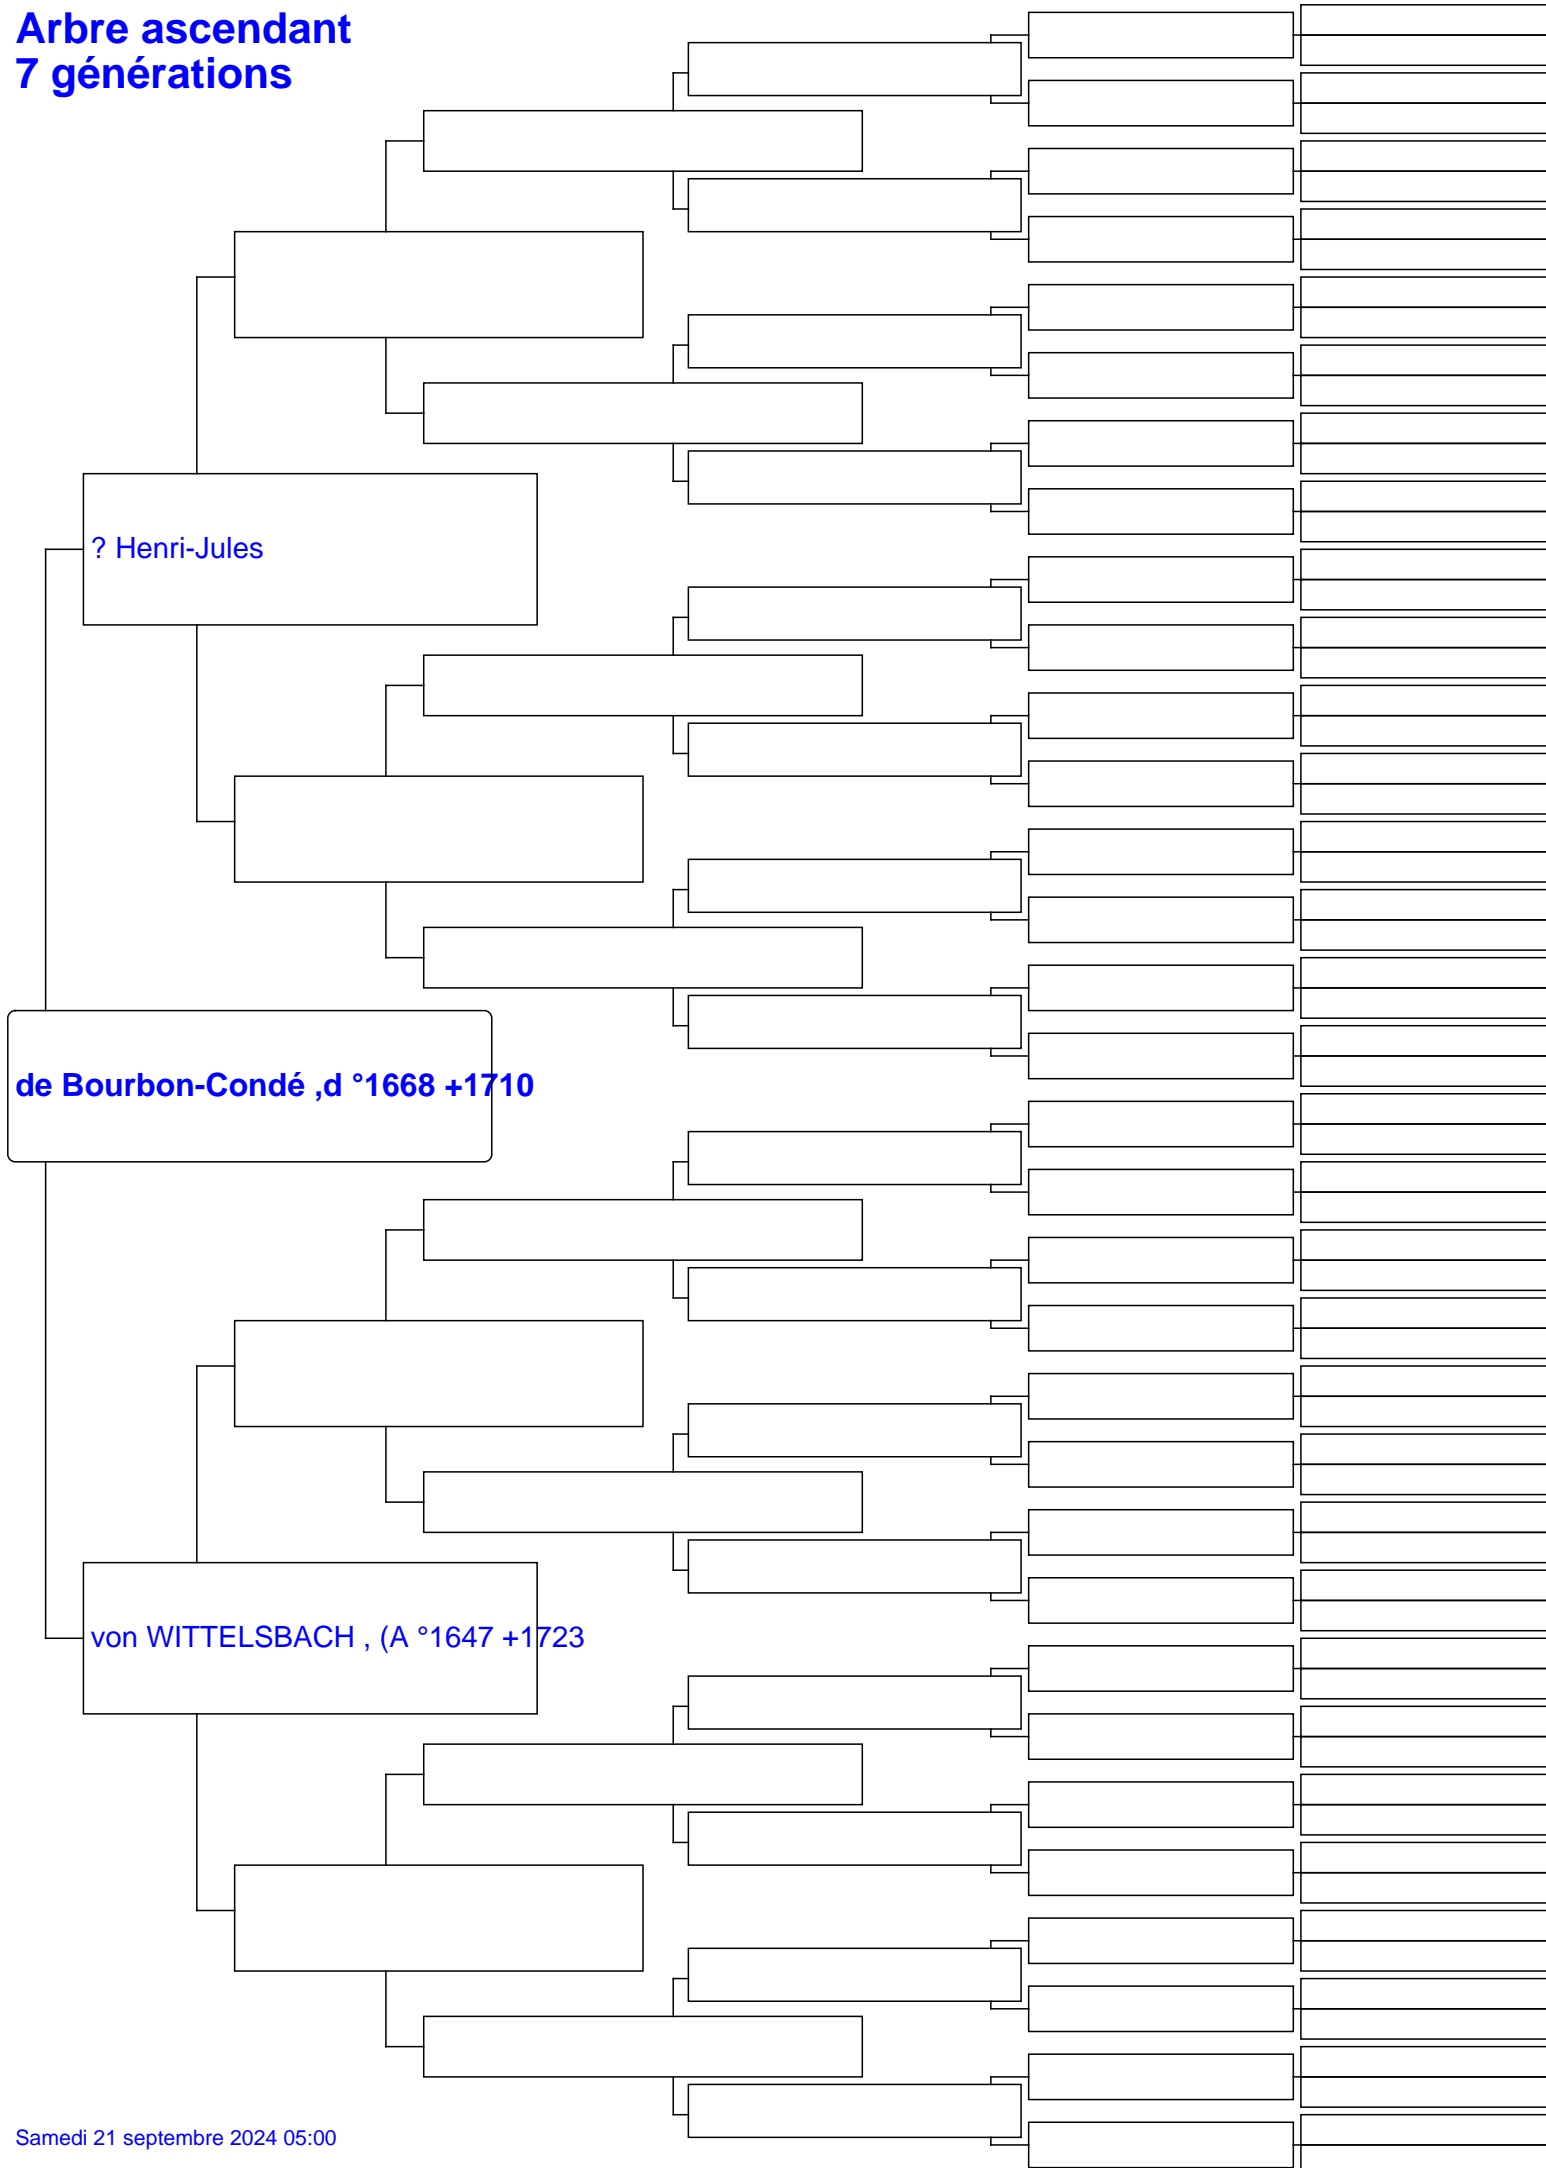 Arbre ascendant
7 générations
? Henri-Jules
de Bourbon-Condé ,d °1668 +1710
von WITTELSBACH , (A °1647 +1723
Samedi 21 septembre 2024 05:00